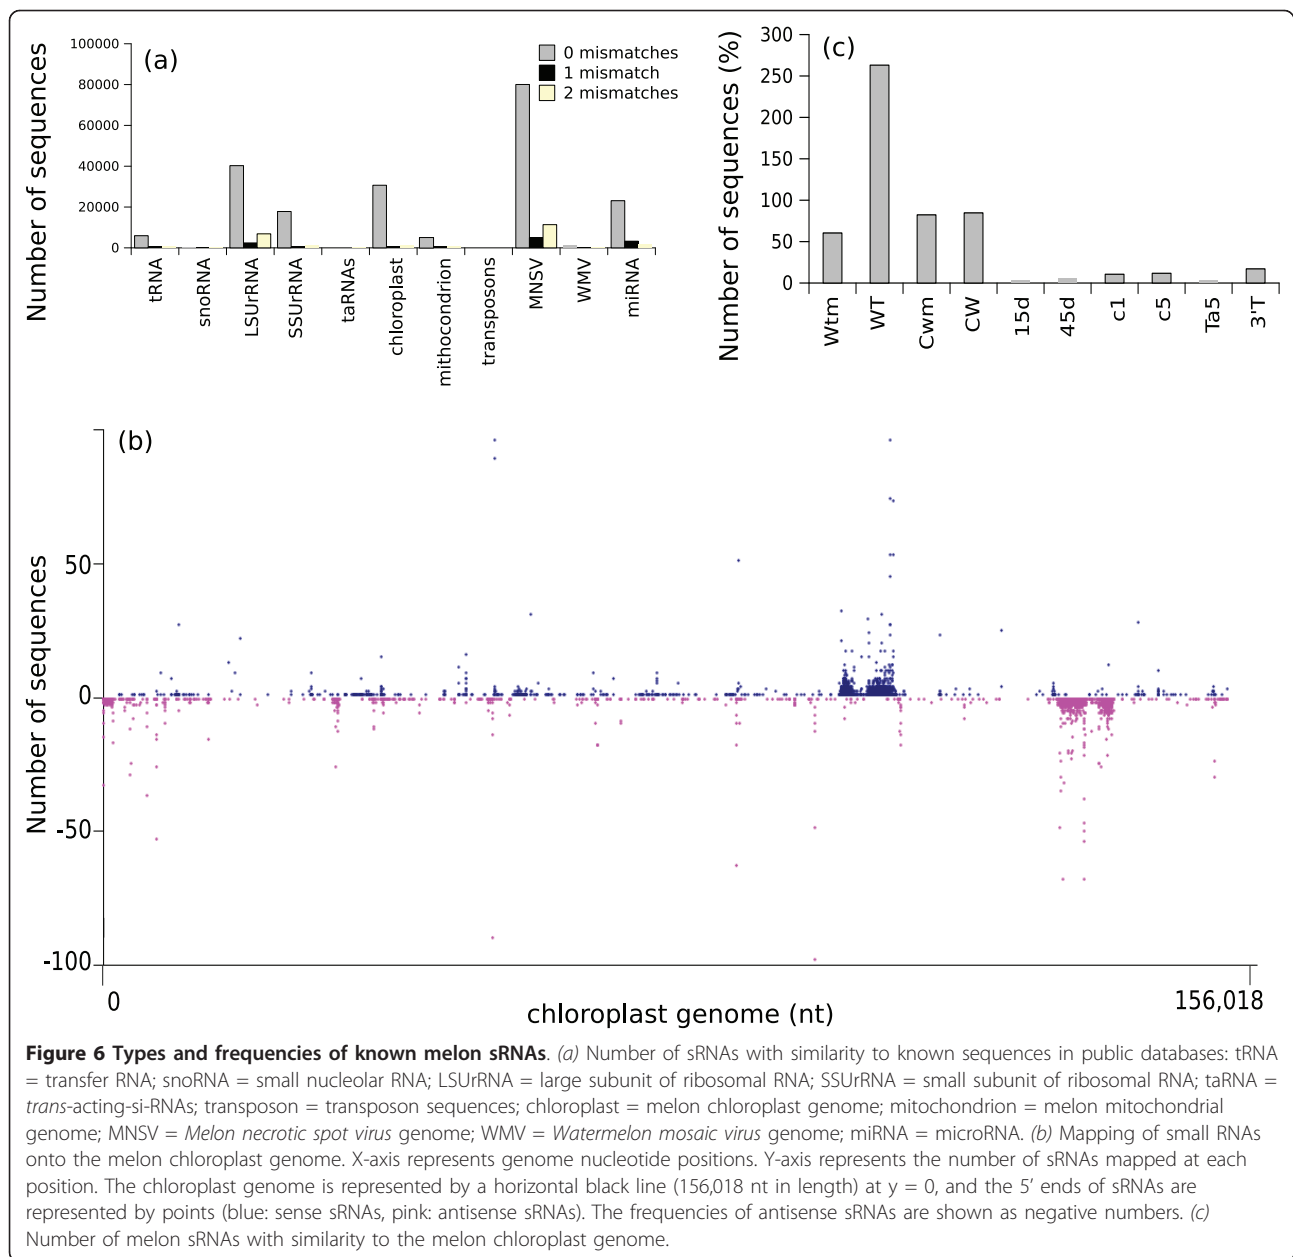 (a)
Number of sequences
100000
80000
60000
40000
20000
0
0 mismatches
1 mismatch
2 mismatches
tRNA
snoRNA
LSUrRNA
SSUrRNA
taRNAs
chloroplast
mithocondrion
transposons
MNSV
WMV
miRNA
(c)
Number of sequences (%)
300
250
200
150
100
50
0
Wtm
WT
Cwm
CW
15d
45d
c1
c5
Ta5
3'T
(b)
Number of sequences
50
0
-50
-100
0
156,018
chloroplast genome (nt)
Figure 6 Types and frequencies of known melon sRNAs. (a) Number of sRNAs with similarity to known sequences in public databases: tRNA
= transfer RNA; snoRNA = small nucleolar RNA; LSUrRNA = large subunit of ribosomal RNA; SSUrRNA = small subunit of ribosomal RNA; taRNA =
trans-acting-si-RNAs; transposon = transposon sequences; chloroplast = melon chloroplast genome; mitochondrion = melon mitochondrial
genome; MNSV = Melon necrotic spot virus genome; WMV = Watermelon mosaic virus genome; miRNA = microRNA. (b) Mapping of small RNAs
onto the melon chloroplast genome. X-axis represents genome nucleotide positions. Y-axis represents the number of sRNAs mapped at each
position. The chloroplast genome is represented by a horizontal black line (156,018 nt in length) at y = 0, and the 5' ends of sRNAs are
represented by points (blue: sense sRNAs, pink: antisense sRNAs). The frequencies of antisense sRNAs are shown as negative numbers. (c)
Number of melon sRNAs with similarity to the melon chloroplast genome.